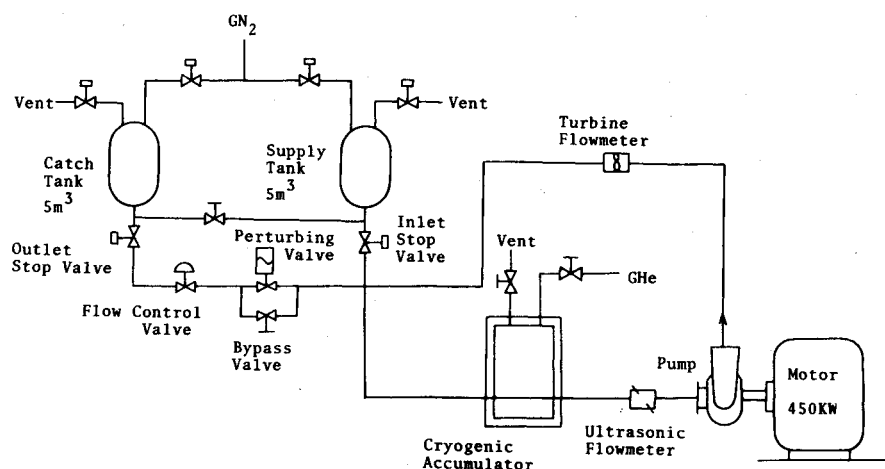 GN2
Vent
Vent
Turbine
Flowmeter
Catch
Tank
5m3
Supply
Tank
5m3
Inlet
Stop
Valve
Outlet
Stop Valve
Perturbing
Valve
Vent
GHe
Flow Control
Valve
Bypass
Valve
Pump
Motor
450KW
Ultrasonic
Flowmeter
Cryogenic
Accumulator